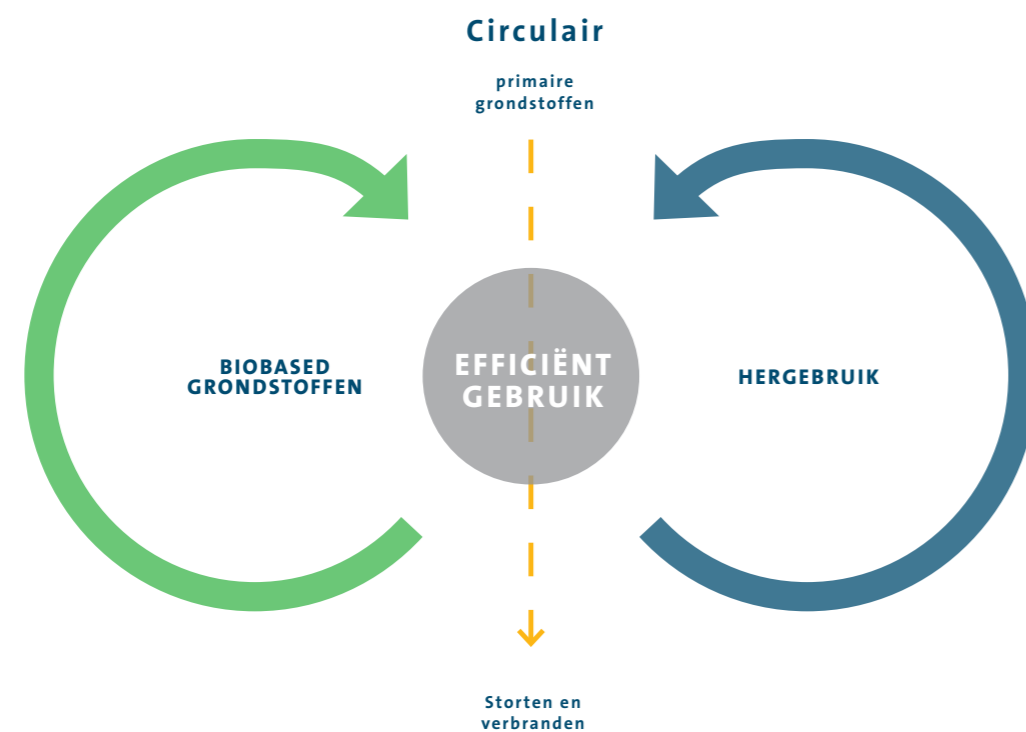 Circulair
primaire
grondstoffen
BIOBASED
GRONDSTOFFEN
EFFICIËNT
GEBRUIK
HERGEBRUIK
Storten en
verbranden